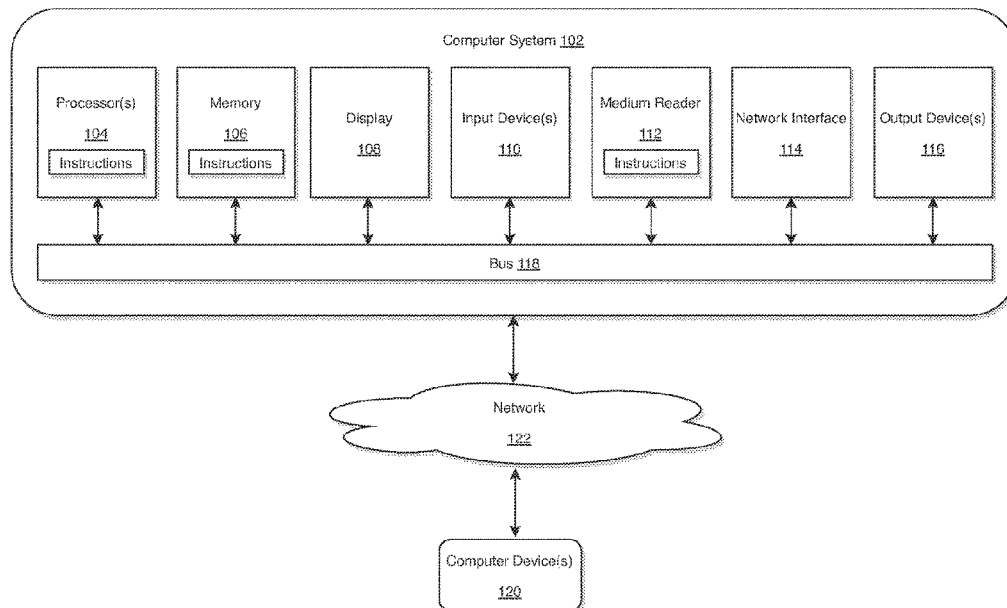 Computer System 102
Processor(s)
104
Instructions
Memory
106
Instructions
Display
108
Input Device(s)
110
Medium Reader
112
Instructions
Network Interface
114
Output Device(s)
116
Bus 118
Network
122
Computer Device(s)
120